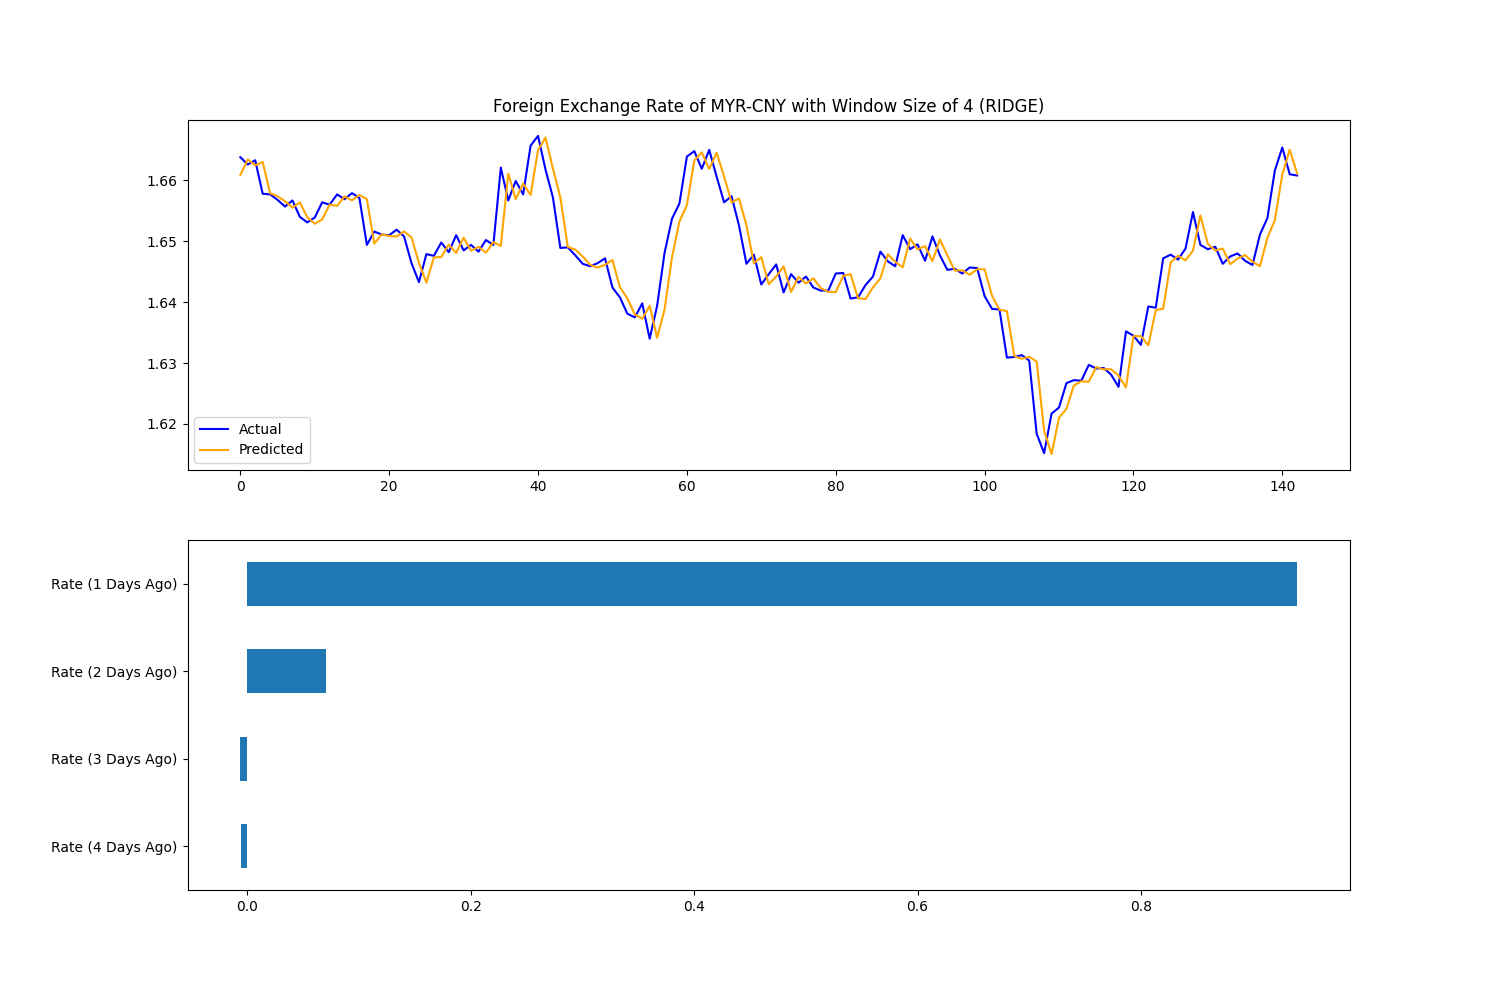 Foreign Exchange Rate of MYR-CNY with Window Size of 4 (RIDGE)
1.66
1.65
1.64
1.63
1.62
Actual
Predicted
0 20 40 60 80 100 120 140
Rate (1 Days Ago)
Rate (2 Days Ago)
Rate (3 Days Ago)
Rate (4 Days Ago)
0.0 0.2 0.4 0.6 0.8